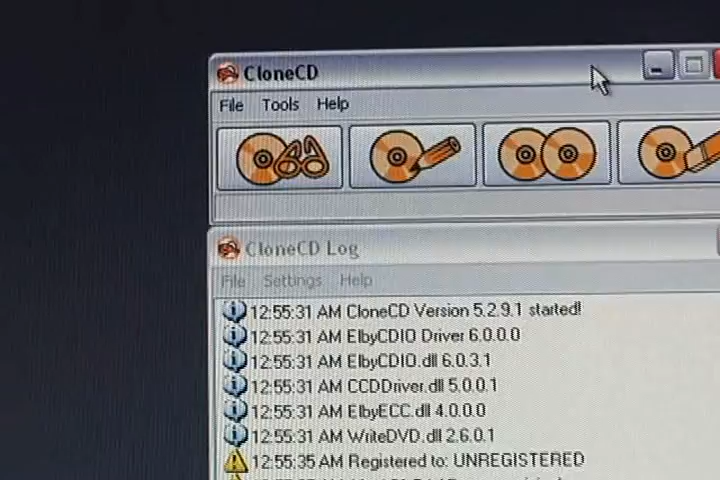 CloneCD
File Tools Help
CloneCD Log
File Settings Help
12:55:31 AM CloneCD Version 5.2.9.1 started!
12:55:31 AM ElbyCDIO Driver 6.0.0.0
12:55:31 AM ElbyCDIO.dll 6.0.3.1
12:55:31 AM CCDDriver.dll 5.0.0.1
12:55:31 AM ElbyECC.dll 4.0.0.0
12:55:31 AM WriteDVD.dll 2.6.0.1
12:55:35 AM Registered to: UNREGISTERED